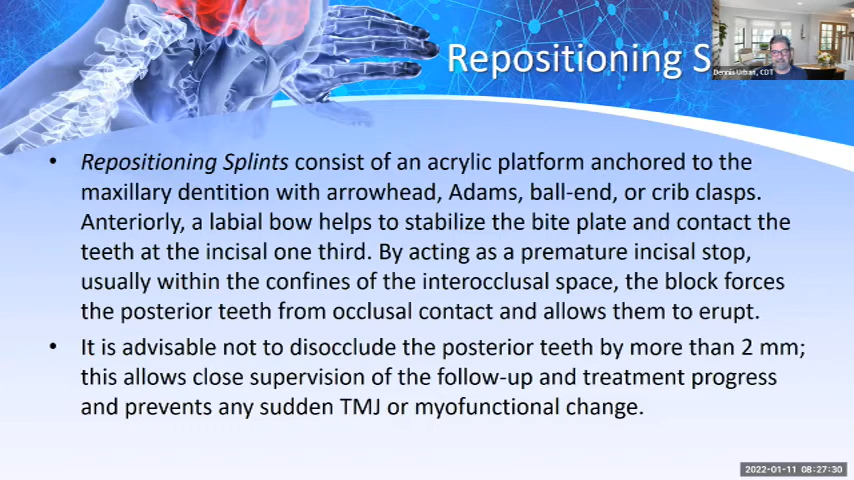 Repositioning S
Dennis Urban, CDT
• Repositioning Splints consist of an acrylic platform anchored to the
maxillary dentition with arrowhead, Adams, ball-end, or crib clasps.
Anteriorly, a labial bow helps to stabilize the bite plate and contact the
teeth at the incisal one third. By acting as a premature incisal stop,
usually within the confines of the interocclusal space, the block forces
the posterior teeth from occlusal contact and allows them to erupt.
• It is advisable not to disocclude the posterior teeth by more than 2 mm;
this allows close supervision of the follow-up and treatment progress
and prevents any sudden TMJ or myofunctional change.
2022-01-11 08:27:30